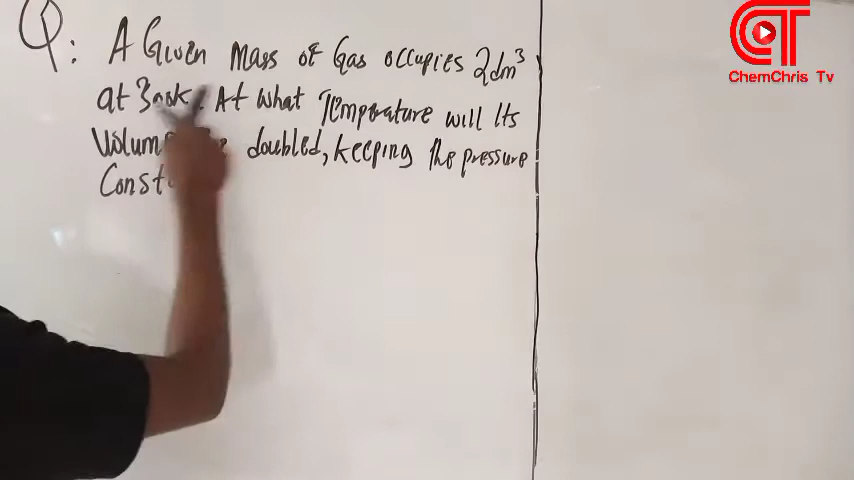 Q: A Given Mass of Gas occupies 2dm³
at 300K. At what Temperature will Its
Volume doubled, keeping the pressure
Const
CT
ChemChris Tv